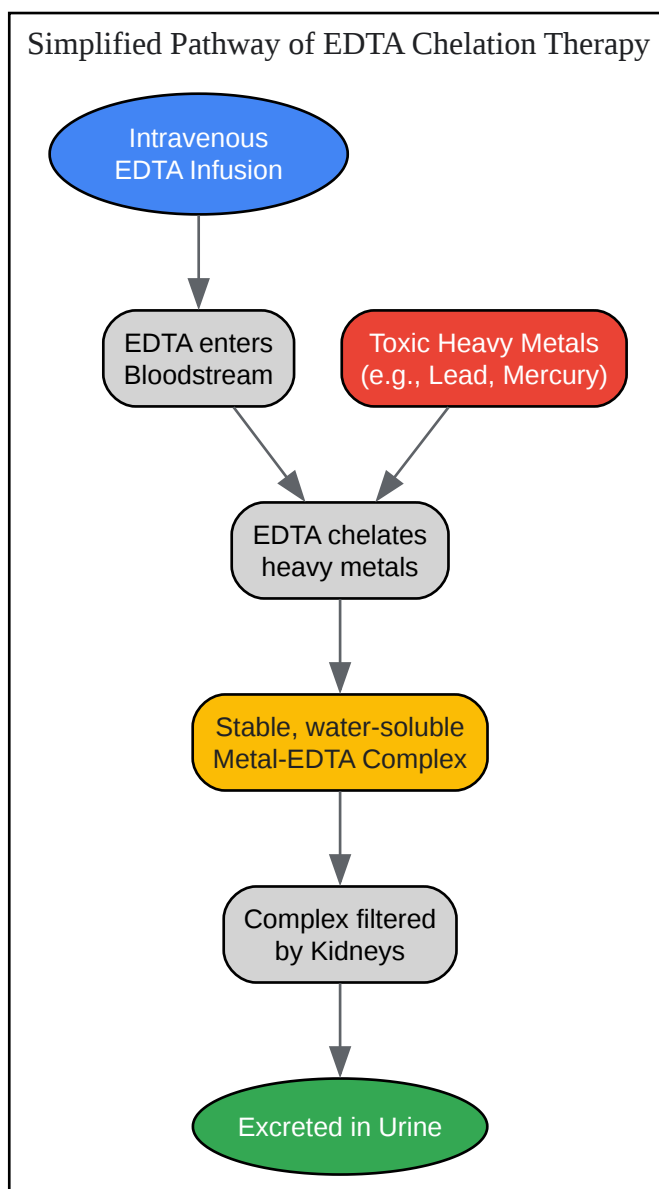 Simplified Pathway of EDTA Chelation Therapy
Intravenous
EDTA Infusion
EDTA enters
Bloodstream
Toxic Heavy Metals
(e.g., Lead, Mercury)
EDTA chelates
heavy metals
Stable, water-soluble
Metal-EDTA Complex
Complex filtered
by Kidneys
Excreted in Urine